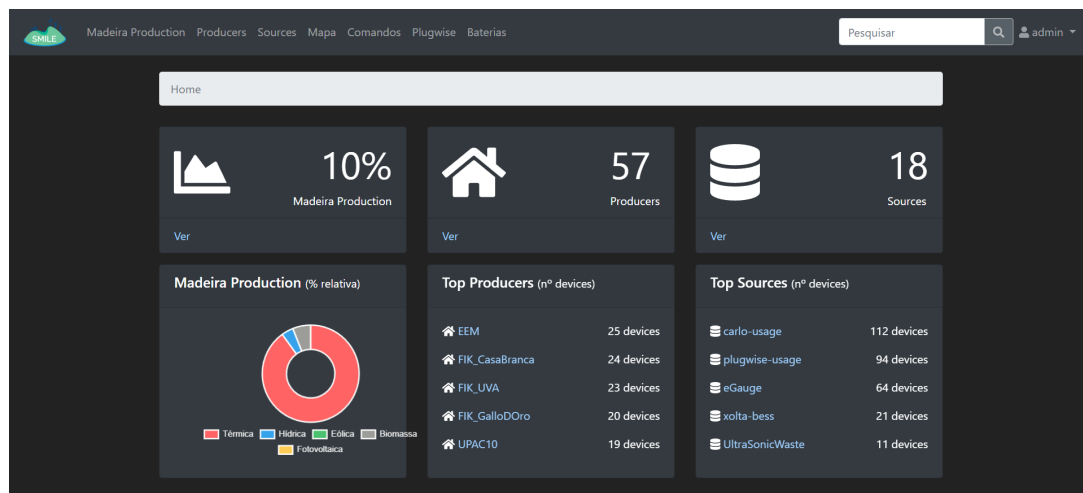 SMILE Madeira Production Producers Sources Mapa Comandos Plugwise Baterias Pesquisar admin
Home
10%
Madeira Production
Ver
57
Producers
Ver
18
Sources
Ver
Madeira Production (% relativa)
Térmica Hídrica Eólica Biomassa
Fotovoltaica
Top Producers (nº devices)
EEM 25 devices
FIK_CasaBranca 24 devices
FIK_UVA 23 devices
FIK_GalloDOro 20 devices
UPAC10 19 devices
Top Sources (nº devices)
carlo-usage 112 devices
plugwise-usage 94 devices
eGauge 64 devices
xolta-bess 21 devices
UltraSonicWaste 11 devices